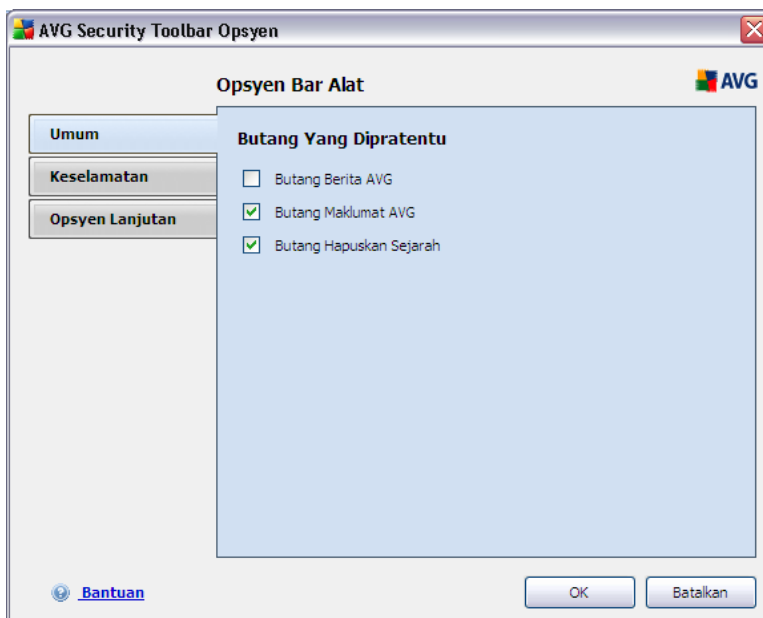 AVG Security Toolbar Opsyen
Opsyen Bar Alat
AVG
Umum
Keselamatan
Opsyen Lanjutan
Butang Yang Dipratentu
Butang Berita AVG
Butang Maklumat AVG
Butang Hapuskan Sejarah
Bantuan
OK
Batalkan